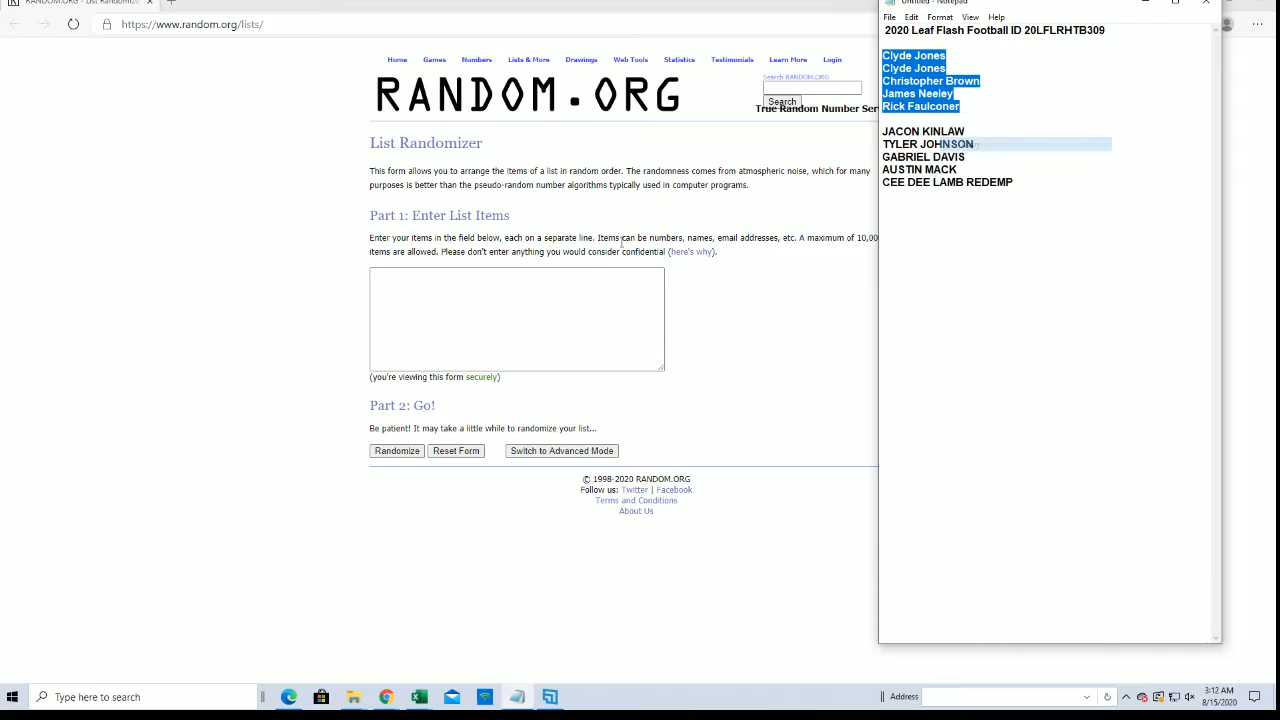 RANDOM.ORG - List Randomiz
https://www.random.org/lists/
Home Games Numbers Lists & More Drawings Web Tools Statistics Testimonials Learn More Login
RANDOM.ORG
Search RANDOM.ORG
Search
True Random Number Ser
List Randomizer
This form allows you to arrange the items of a list in random order. The randomness comes from atmospheric noise, which for many
purposes is better than the pseudo-random number algorithms typically used in computer programs.
Part 1: Enter List Items
Enter your items in the field below, each on a separate line. Items can be numbers, names, email addresses, etc. A maximum of 10,00
items are allowed. Please don't enter anything you would consider confidential (here's why).
(you're viewing this form securely)
Part 2: Go!
Be patient! It may take a little while to randomize your list...
Randomize Reset Form Switch to Advanced Mode
© 1998-2020 RANDOM.ORG
Follow us: Twitter | Facebook
Terms and Conditions
About Us
Untitled - Notepad
File Edit Format View Help
2020 Leaf Flash Football ID 20LFLRHTB309
Clyde Jones
Clyde Jones
Christopher Brown
James Neeley
Rick Faulconer
JACON KINLAW
TYLER JOHNSON
GABRIEL DAVIS
AUSTIN MACK
CEE DEE LAMB REDEMP
Type here to search
Address
3:12 AM
8/15/2020